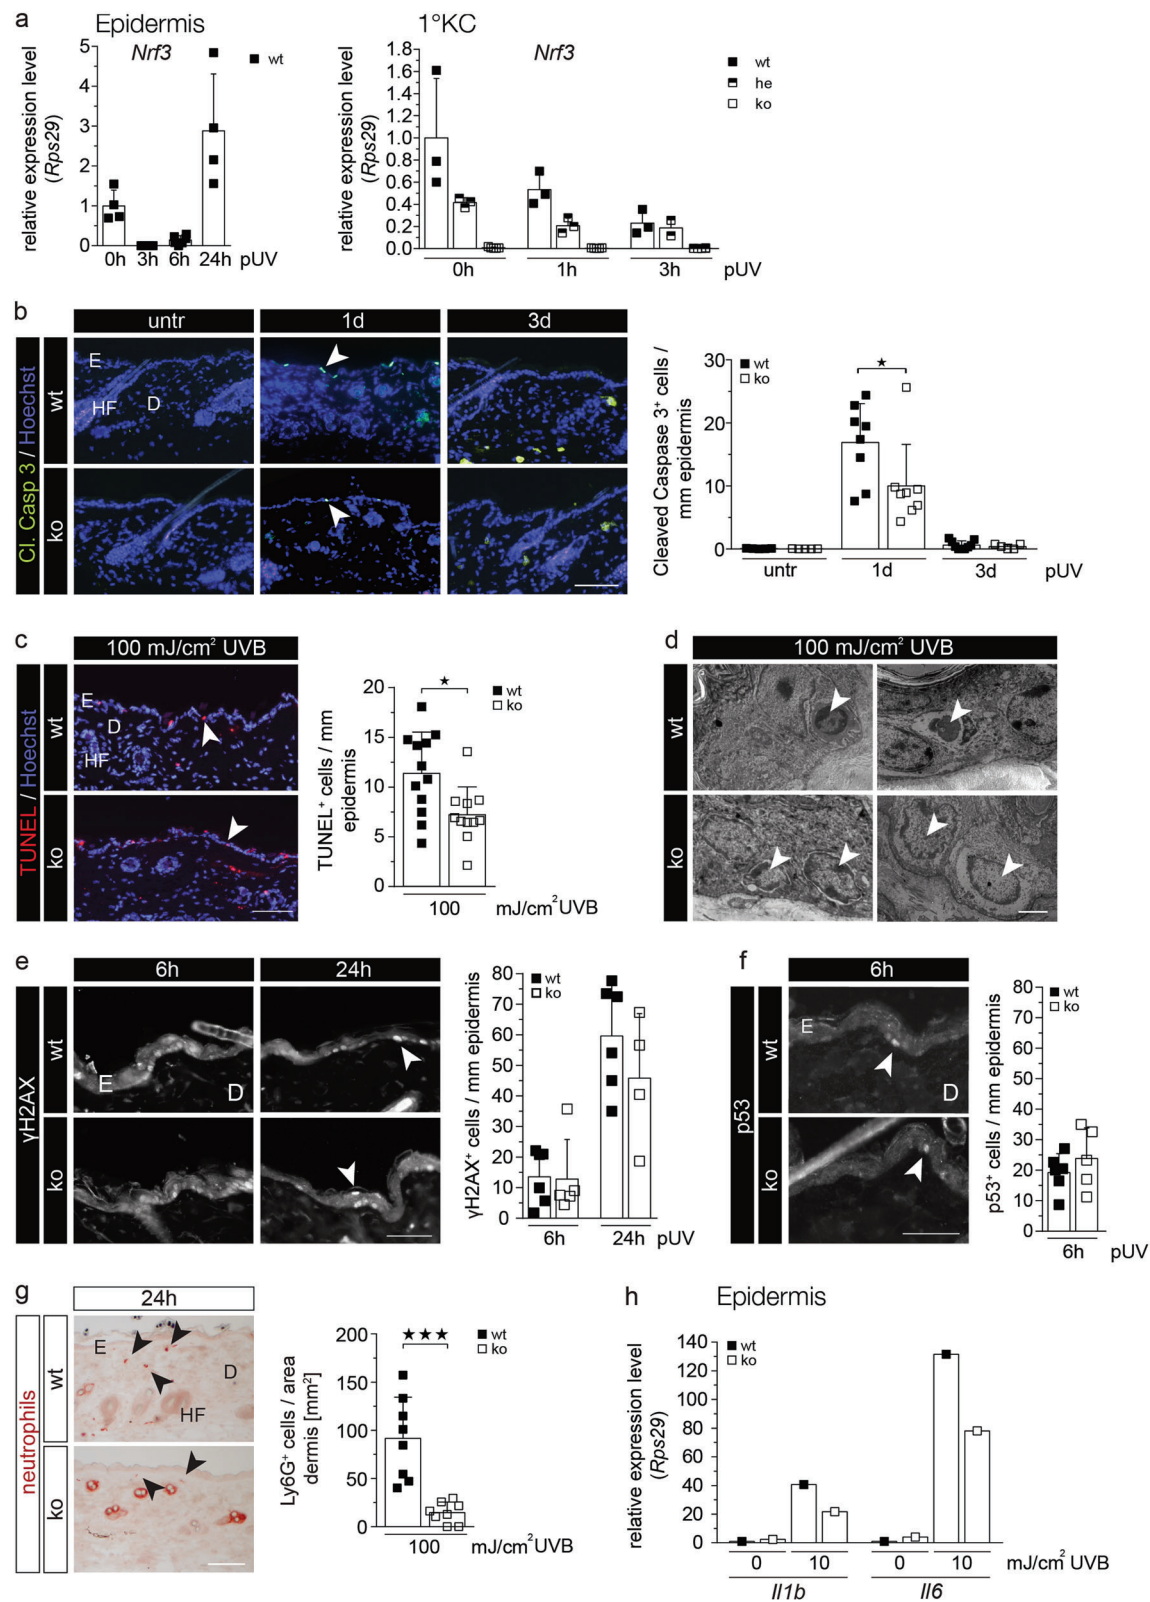 a
Epidermis
Nrf3
wt
relative expression level
(Rps29)
5
4
3
2
1
0
0h 3h 6h 24h pUV
1°KC
Nrf3
wt
he
ko
relative expression level
(Rps29)
1.8
1.6
1.4
1.2
1.0
0.8
0.6
0.4
0.2
0.0
0h 1h 3h pUV
b
untr 1d 3d
Cl. Casp 3 / Hoechst
wt
ko
E
HF
D
Cleaved Caspase 3⁺ cells /
mm epidermis
wt
ko
30
20
10
0
★
untr 1d 3d pUV
c
100 mJ/cm² UVB
TUNEL / Hoechst
wt
ko
E
D
HF
TUNEL⁺ cells / mm
epidermis
20
15
10
5
0
★
wt
ko
100 mJ/cm² UVB
d
100 mJ/cm² UVB
wt
ko
e
6h 24h
γH2AX
wt
ko
E
D
γH2AX⁺ cells / mm epidermis
80
70
60
50
40
30
20
10
0
wt
ko
6h 24h pUV
f
6h
p53
wt
ko
E
D
p53⁺ cells / mm epidermis
80
70
60
50
40
30
20
10
0
wt
ko
6h pUV
g
24h
neutrophils
wt
ko
E
D
HF
Ly6G⁺ cells / area
dermis [mm²]
200
150
100
50
0
★★★
wt
ko
100 mJ/cm² UVB
h
Epidermis
relative expression level
(Rps29)
140
120
100
80
60
40
20
0
wt
ko
0 10 0 10 mJ/cm² UVB
Il1b Il6